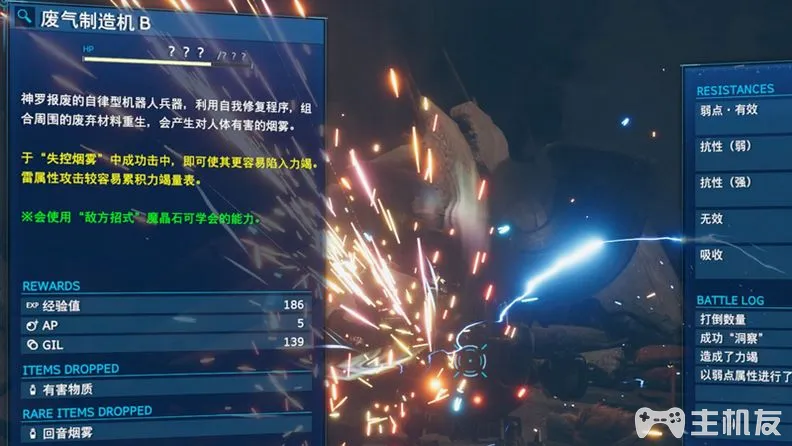 废气制造机 B
HP
??? /???
神罗报废的自律型机器人兵器，利用自我修复程序，组
合周围的废弃材料重生，会产生对人体有害的烟雾。
于“失控烟雾”中成功击中，即可使其更容易陷入力竭。
雷属性攻击较容易累积力竭量表。
※会使用“敌方招式”魔晶石可学会的能力。
REWARDS
EXP 经验值 186
AP 5
GIL 139
ITEMS DROPPED
有害物质
RARE ITEMS DROPPED
回音烟雾
RESISTANCES
弱点·有效
抗性（弱）
抗性（强）
无效
吸收
BATTLE LOG
打倒数量
成功“洞察”
造成了力竭
以弱点属性进行了
主机友